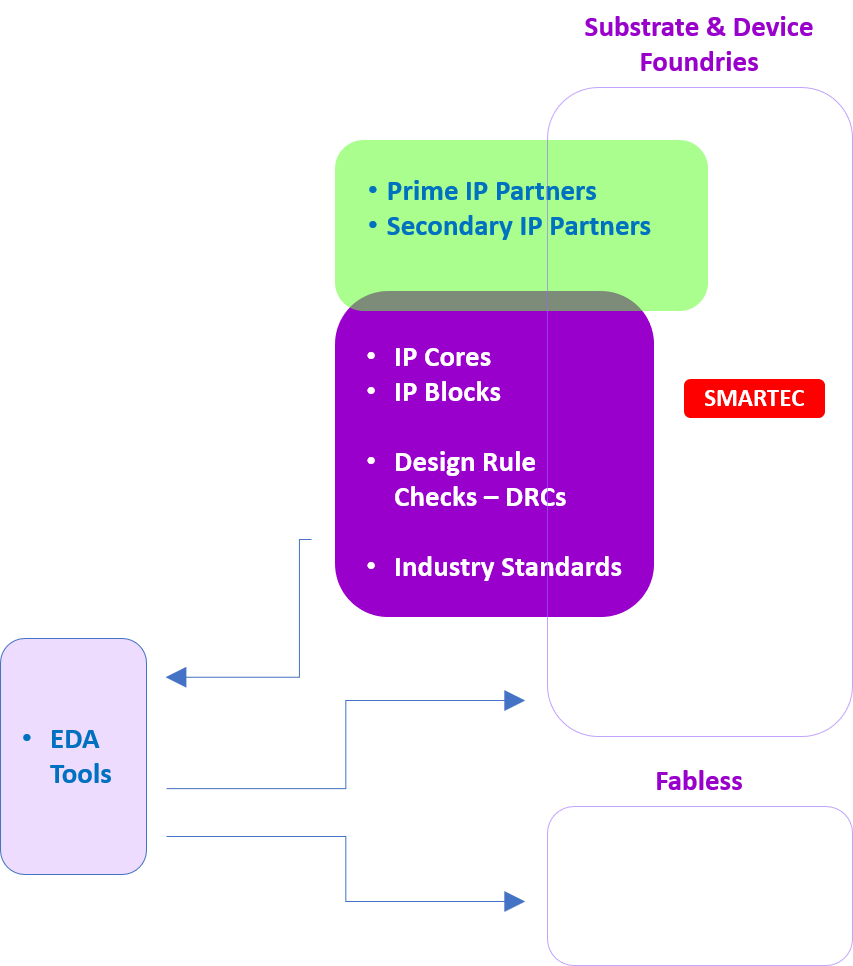 Substrate & Device
Foundries
• Prime IP Partners
• Secondary IP Partners
• IP Cores
• IP Blocks
SMARTEC
• Design Rule
Checks – DRCs
• Industry Standards
• EDA
Tools
Fabless